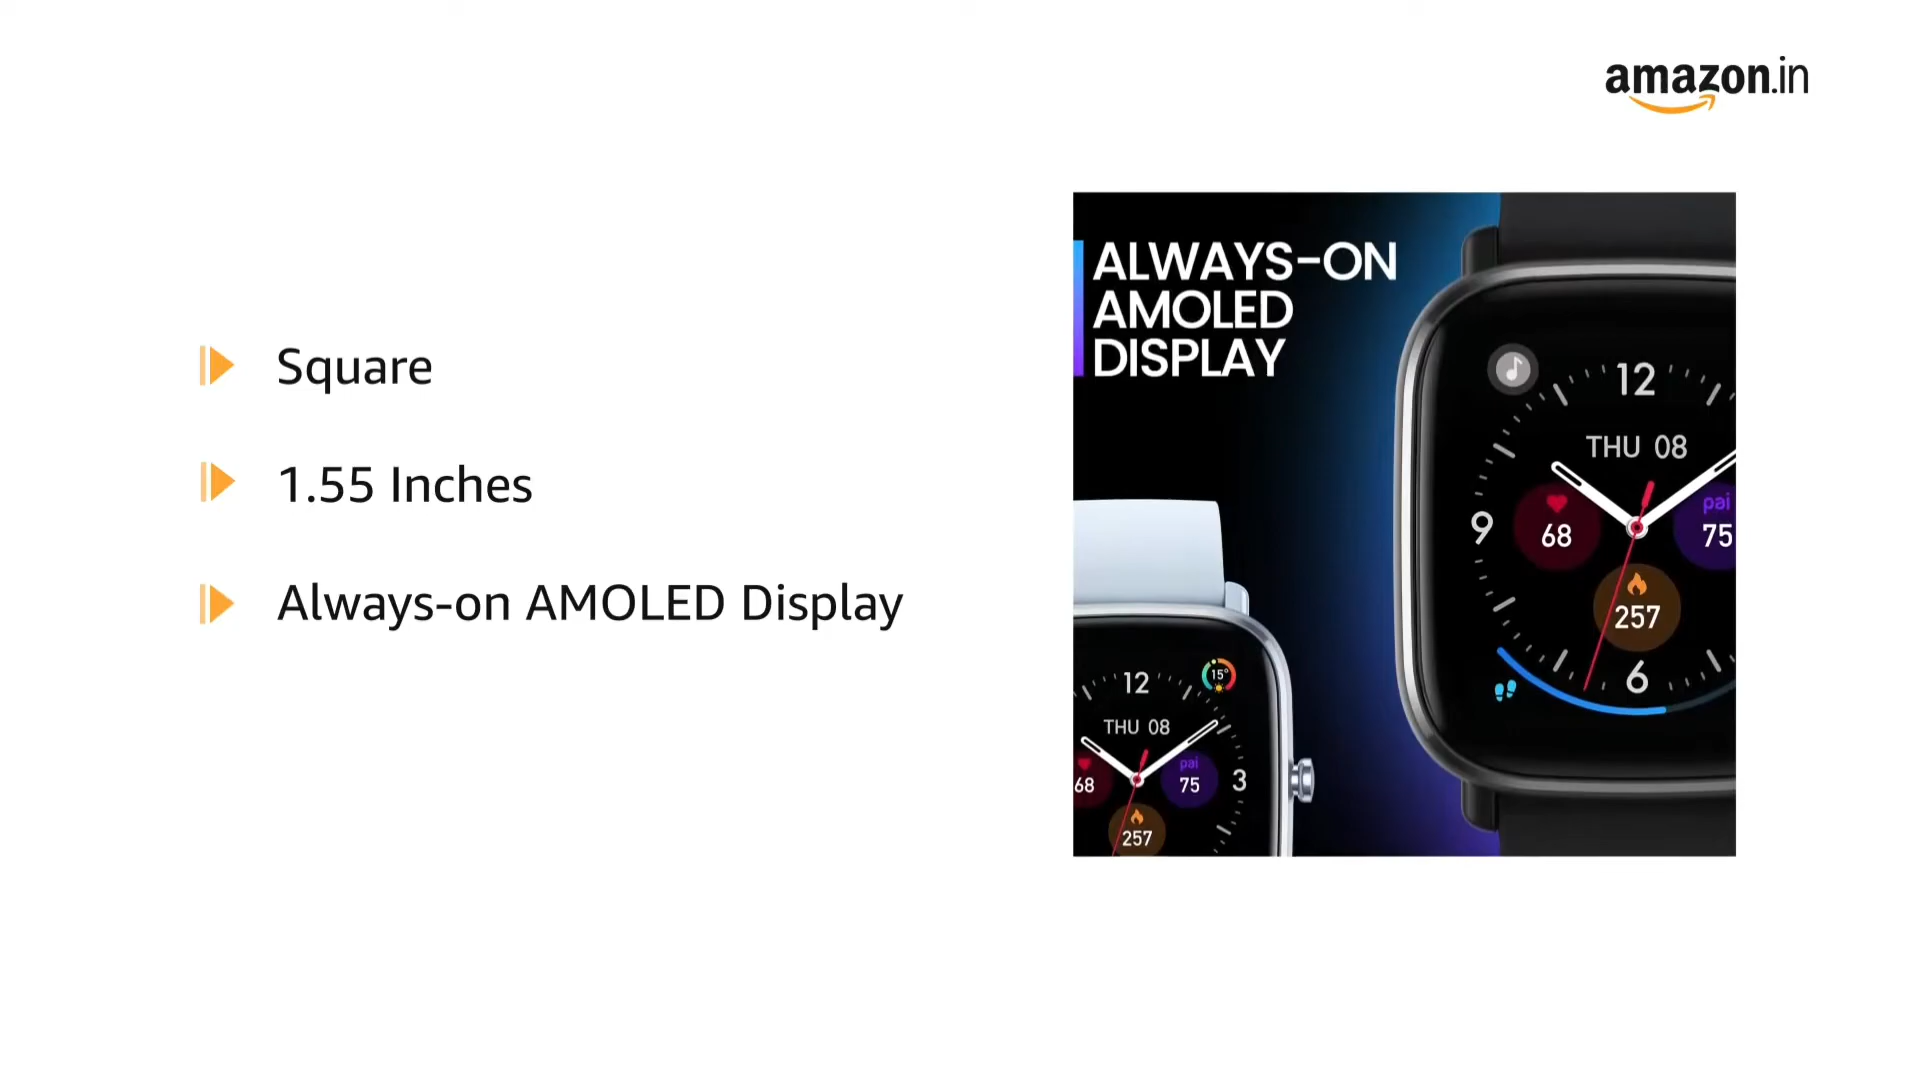 amazon.in
Square
1.55 Inches
Always-on AMOLED Display
ALWAYS-ON
AMOLED
DISPLAY
12
THU 08
9
68
pai
75
257
6
12
15°
THU 08
68
pai
75
3
257